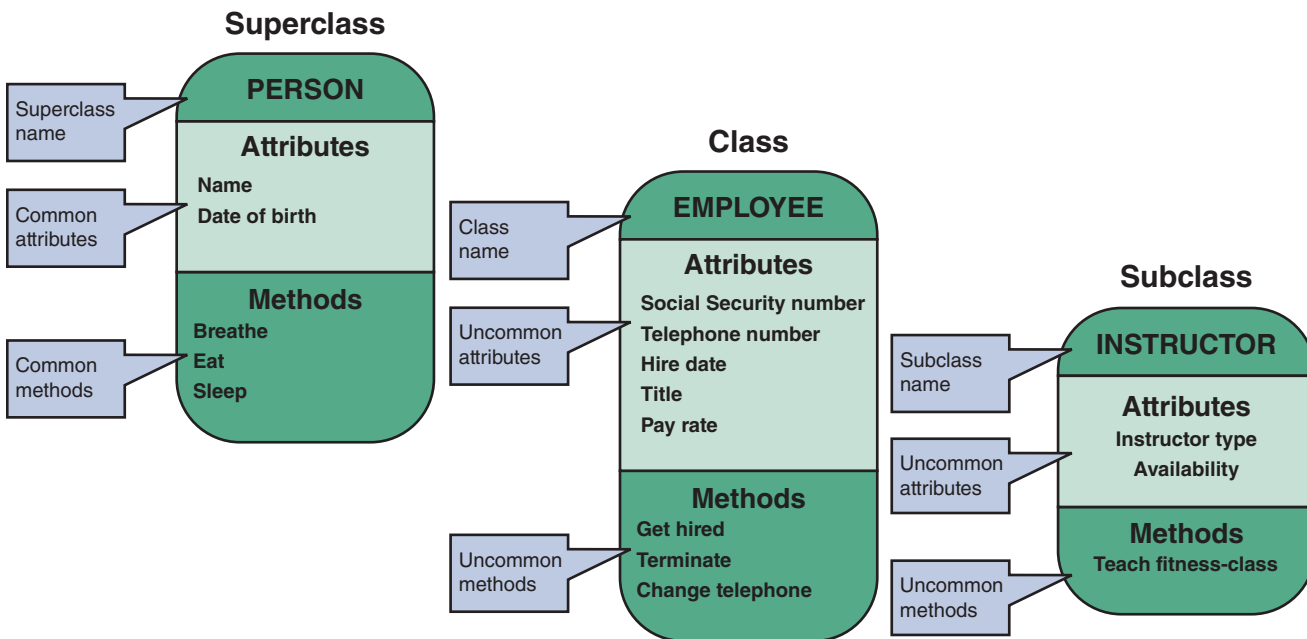 Superclass
PERSON
Superclass
name
Attributes
Name
Date of birth
Common
attributes
Methods
Breathe
Eat
Sleep
Common
methods
Class
EMPLOYEE
Class
name
Attributes
Social Security number
Telephone number
Hire date
Title
Pay rate
Uncommon
attributes
Methods
Get hired
Terminate
Change telephone
Uncommon
methods
Subclass
INSTRUCTOR
Subclass
name
Attributes
Instructor type
Availability
Uncommon
attributes
Methods
Teach fitness-class
Uncommon
methods